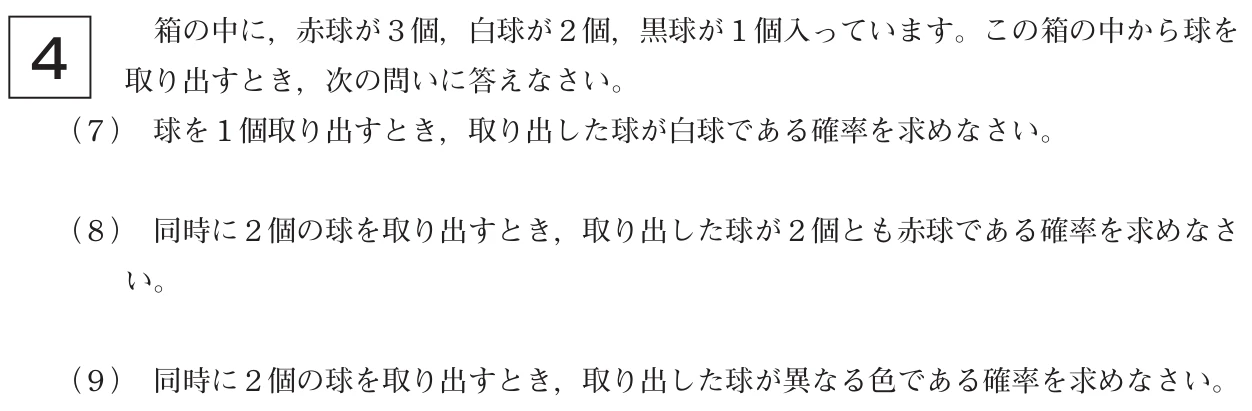 4 箱の中に，赤球が３個，白球が２個，黒球が１個入っています。この箱の中から球を
取り出すとき，次の問いに答えなさい。
（７） 球を１個取り出すとき，取り出した球が白球である確率を求めなさい。
（８） 同時に２個の球を取り出すとき，取り出した球が２個とも赤球である確率を求めなさ
い。
（９） 同時に２個の球を取り出すとき，取り出した球が異なる色である確率を求めなさい。